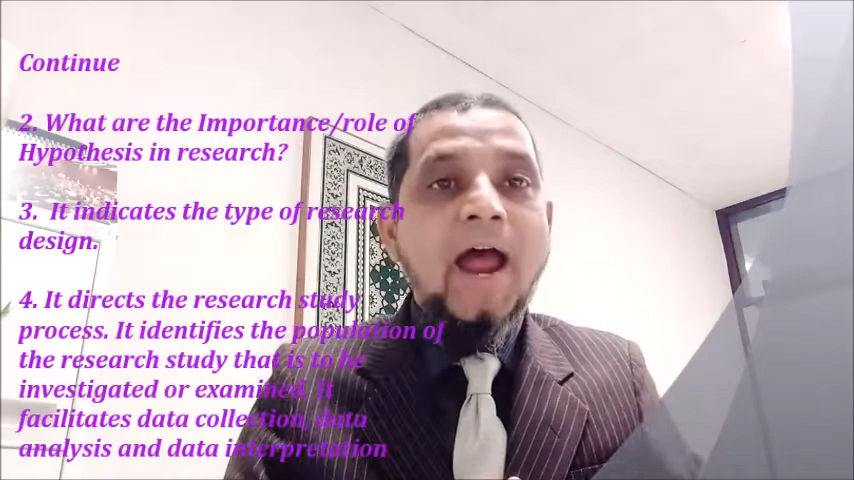 Continue
2. What are the Importance/role of
Hypothesis in research?
3. It indicates the type of research
design.
4. It directs the research study
process. It identifies the population of
the research study that is to be
investigated or examined. It
facilitates data collection, data
analysis and data interpretation